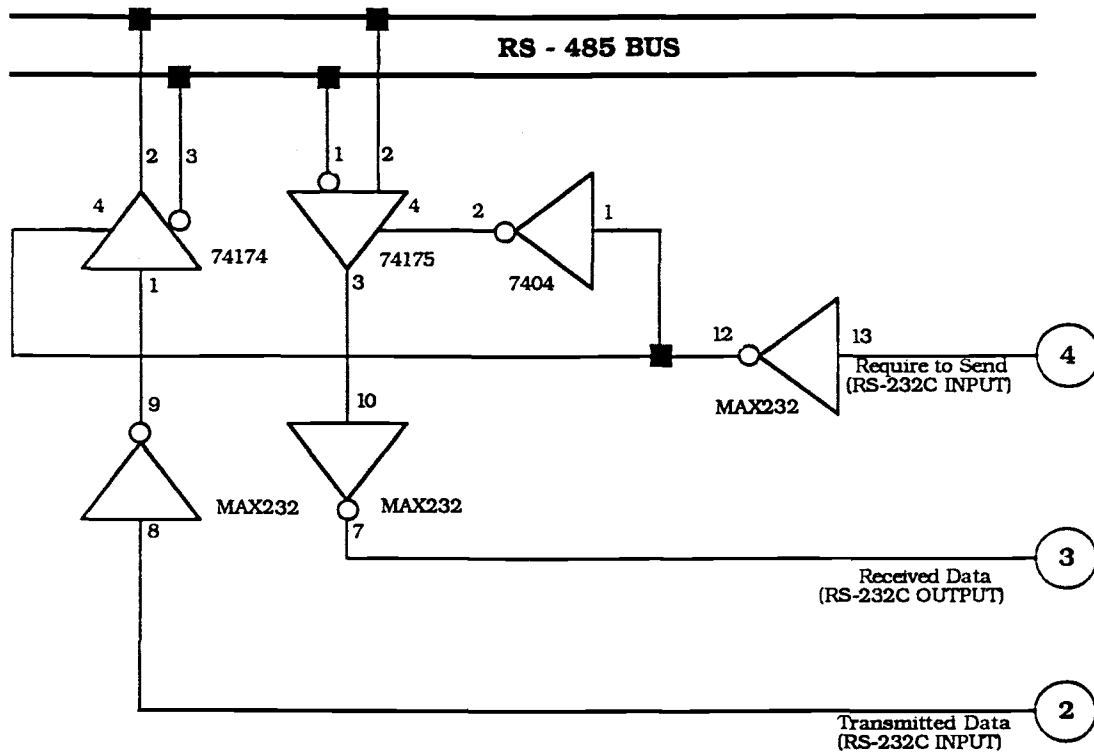 RS - 485 BUS
2
3
1
2
4
4
2
1
74174
74175
7404
1
3
12
13
4
Require to Send
(RS-232C INPUT)
MAX232
9
10
MAX232
MAX232
8
7
3
Received Data
(RS-232C OUTPUT)
2
Transmitted Data
(RS-232C INPUT)